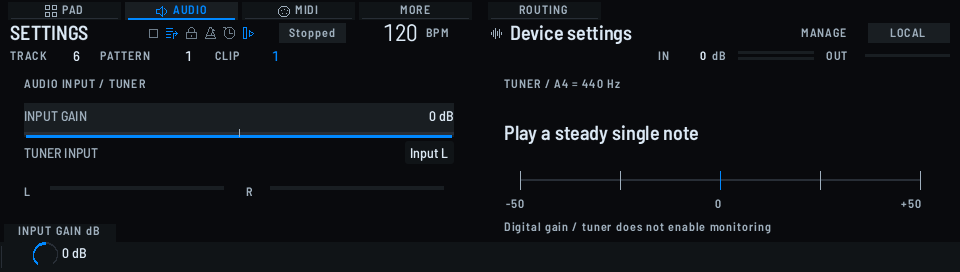 PAD AUDIO MIDI MORE ROUTING
SETTINGS Stopped 120 BPM Device settings MANAGE LOCAL
TRACK 6 PATTERN 1 CLIP 1 IN 0 dB OUT
AUDIO INPUT / TUNER
TUNER / A4 = 440 Hz
INPUT GAIN 0 dB
Play a steady single note
TUNER INPUT Input L
L R
-50 0 +50
Digital gain / tuner does not enable monitoring
INPUT GAIN dB
0 dB